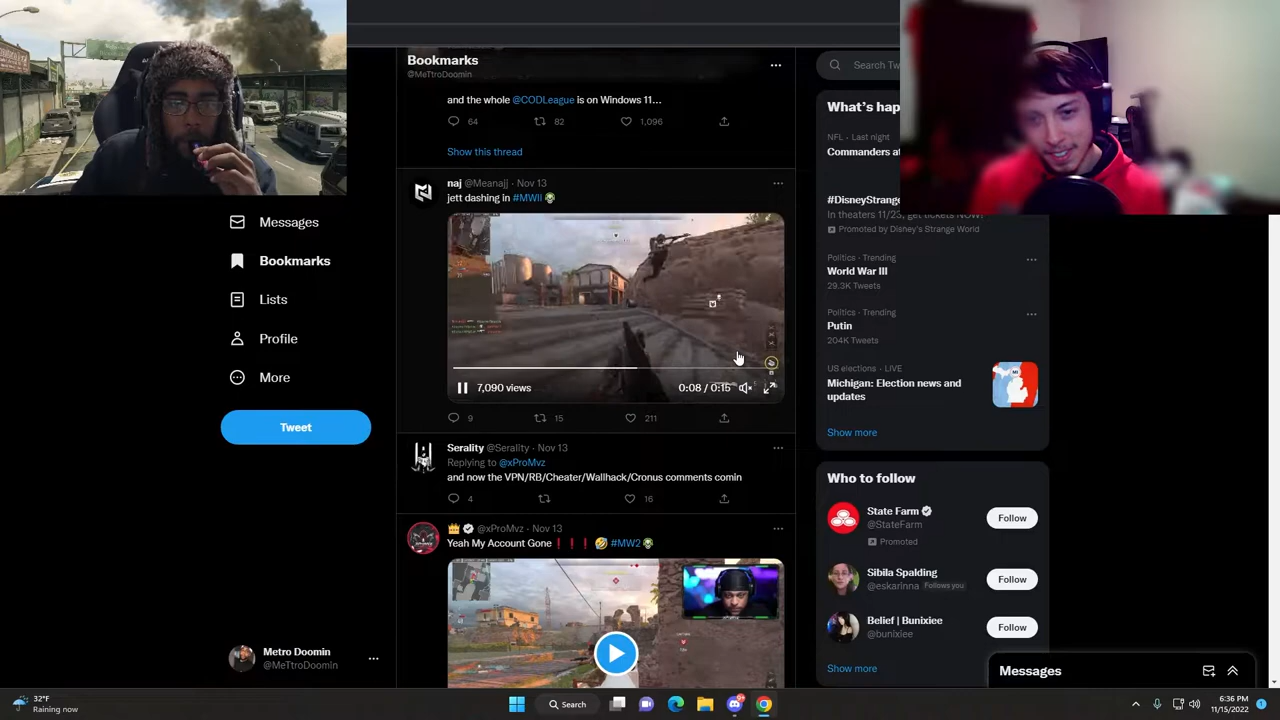 Bookmarks
@MeTtroDoomin
and the whole @CODLeague is on Windows 11...
64
82
1,096
Show this thread
naj @Meanajj · Nov 13
jett dashing in #MWII
7,090 views
0:08 / 0:15
9
15
211
Serality @Serality · Nov 13
Replying to @xProMvz
and now the VPN/RB/Cheater/Wallhack/Cronus comments comin
4
16
@xProMvz · Nov 13
Yeah My Account Gone ❗ ❗ ❗ 🤣 #MW2
Messages
Bookmarks
Lists
Profile
More
Tweet
Metro Doomin
@MeTtroDoomin
Search Tw
What's hap
NFL · Last night
Commanders at
#DisneyStrange
In theaters 11/23, get tickets NOW!
Promoted by Disney's Strange World
Politics · Trending
World War III
29.3K Tweets
Politics · Trending
Putin
204K Tweets
US elections · LIVE
Michigan: Election news and
updates
MI
Show more
Who to follow
State Farm
@StateFarm
Follow
Promoted
Sibila Spalding
@eskarinna Follows you
Follow
Belief | Bunixiee
@bunixiee
Follow
Show more
Messages
32°F
Raining now
Search
6:36 PM
11/15/2022